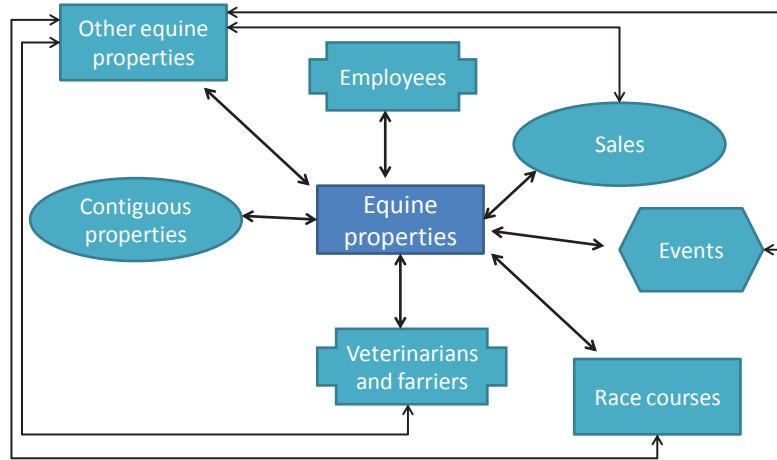 Other equine
properties
Employees
Sales
Contiguous
properties
Equine
properties
Events
Veterinarians
and farriers
Race courses